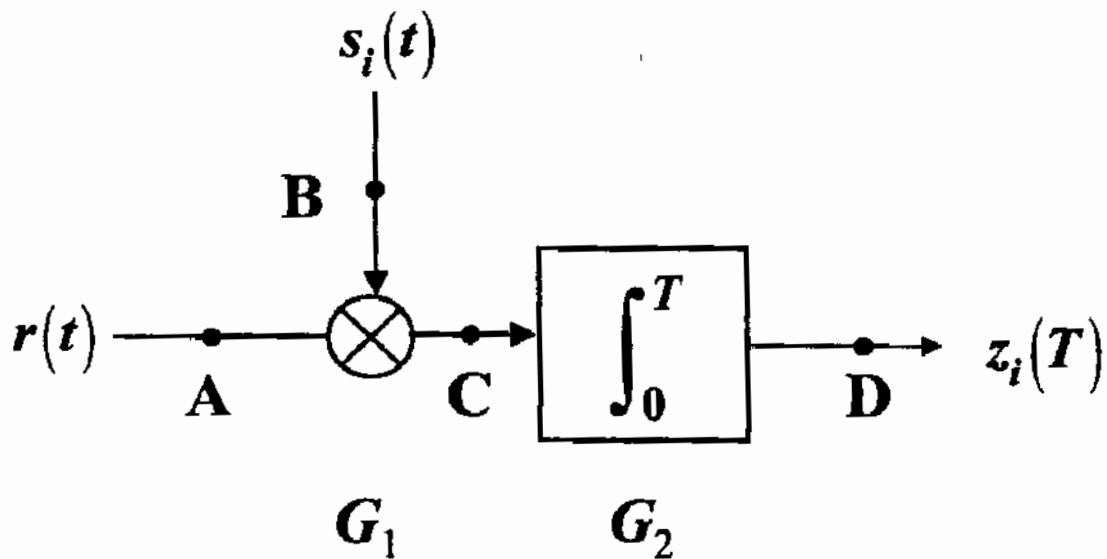 s_i(t)
B
r(t)
A
C
∫_0^T
D
z_i(T)
G_1
G_2